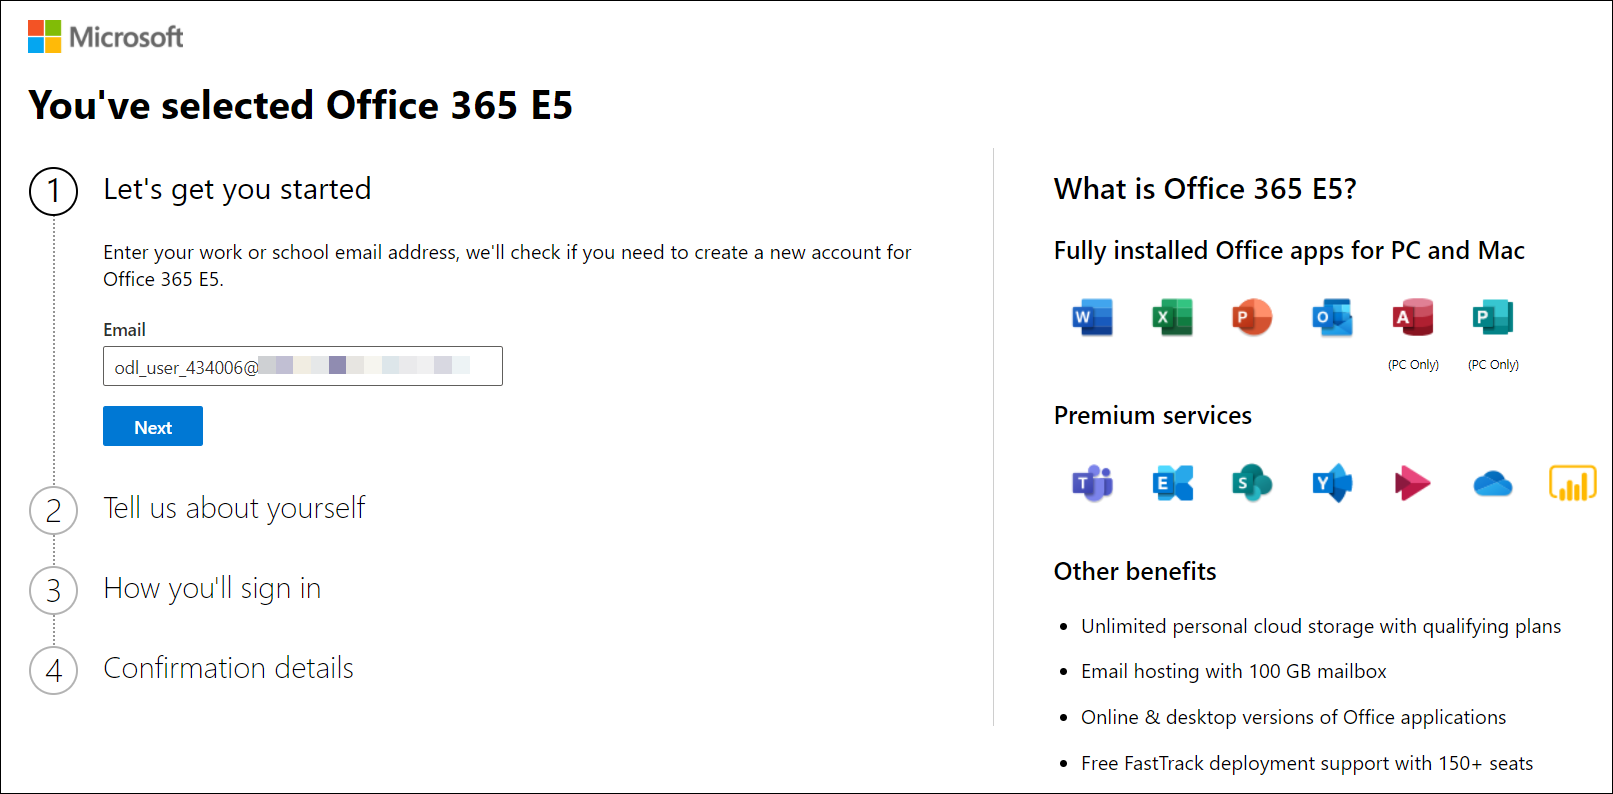 Microsoft
You've selected Office 365 E5
1
Let's get you started
Enter your work or school email address, we'll check if you need to create a new account for
Office 365 E5.
Email
odl_user_434006@
Next
2
Tell us about yourself
3
How you'll sign in
4
Confirmation details
What is Office 365 E5?
Fully installed Office apps for PC and Mac
W X P O A P
(PC Only) (PC Only)
Premium services
T E S Y
Other benefits
• Unlimited personal cloud storage with qualifying plans
• Email hosting with 100 GB mailbox
• Online & desktop versions of Office applications
• Free FastTrack deployment support with 150+ seats